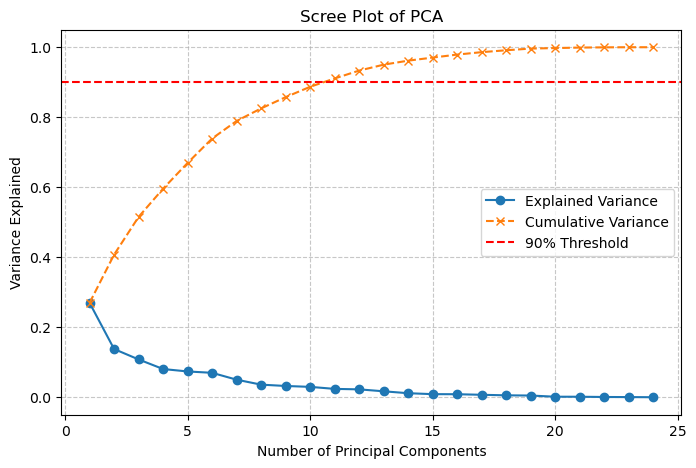 Scree Plot of PCA
Variance Explained
1.0
0.8
0.6
0.4
0.2
0.0
Explained Variance
Cumulative Variance
90% Threshold
0 5 10 15 20 25
Number of Principal Components